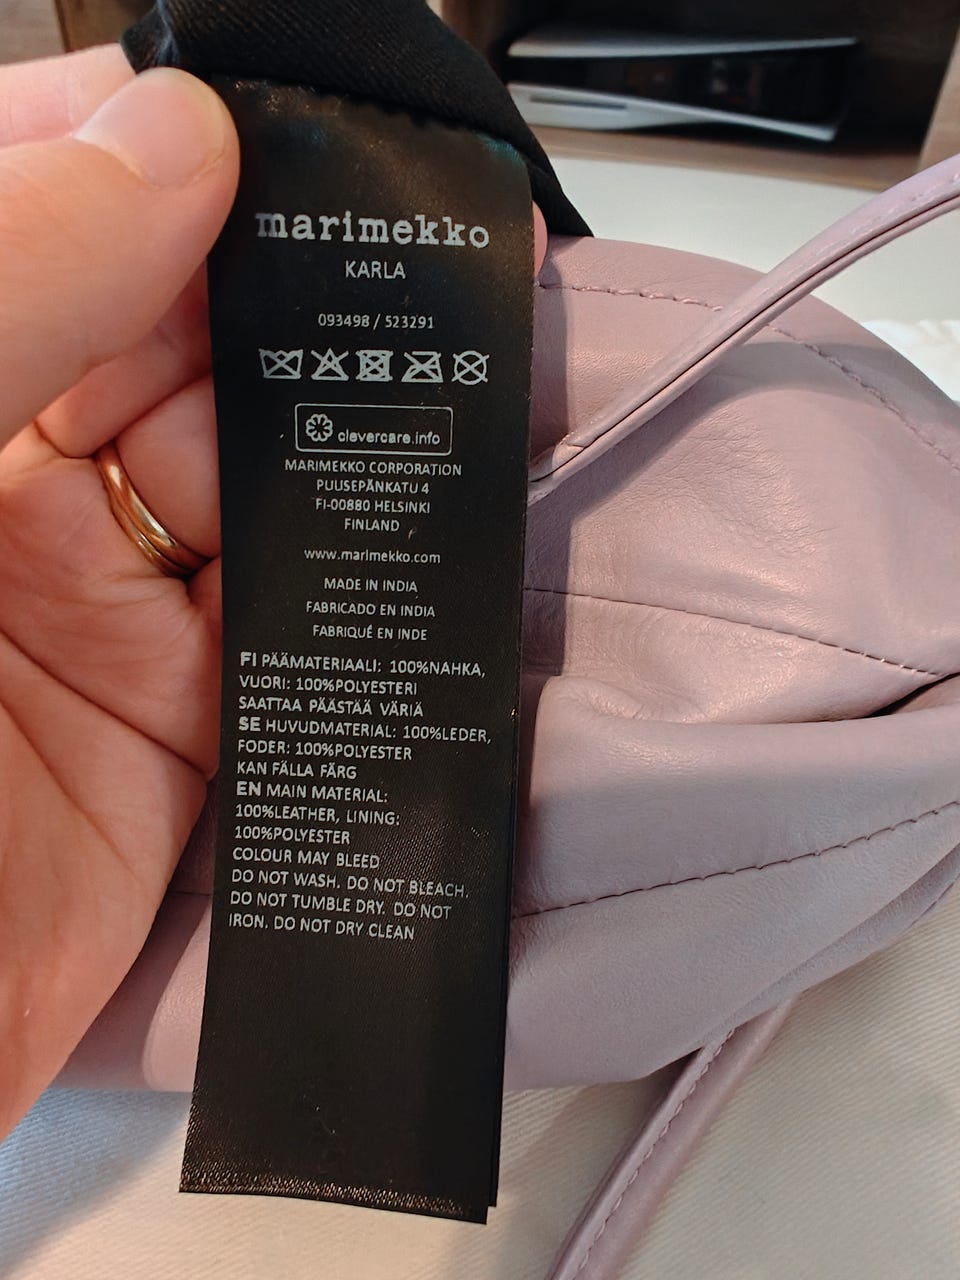 marimekko
KARLA
093498 / 523291
clevercare.info
MARIMEKKO CORPORATION
PUUSEPÄNKATU 4
FI-00880 HELSINKI
FINLAND
www.marimekko.com
MADE IN INDIA
FABRICADO EN INDIA
FABRIQUÉ EN INDE
FI PÄÄMATERIAALI: 100%NAHKA,
VUORI: 100%POLYESTERI
SAATTAA PÄÄSTÄÄ VÄRIÄ
SE HUVUDMATERIAL: 100%LEDER,
FODER: 100%POLYESTER
KAN FÄLLA FÄRG
EN MAIN MATERIAL:
100%LEATHER, LINING:
100%POLYESTER
COLOUR MAY BLEED
DO NOT WASH. DO NOT BLEACH.
DO NOT TUMBLE DRY. DO NOT
IRON. DO NOT DRY CLEAN